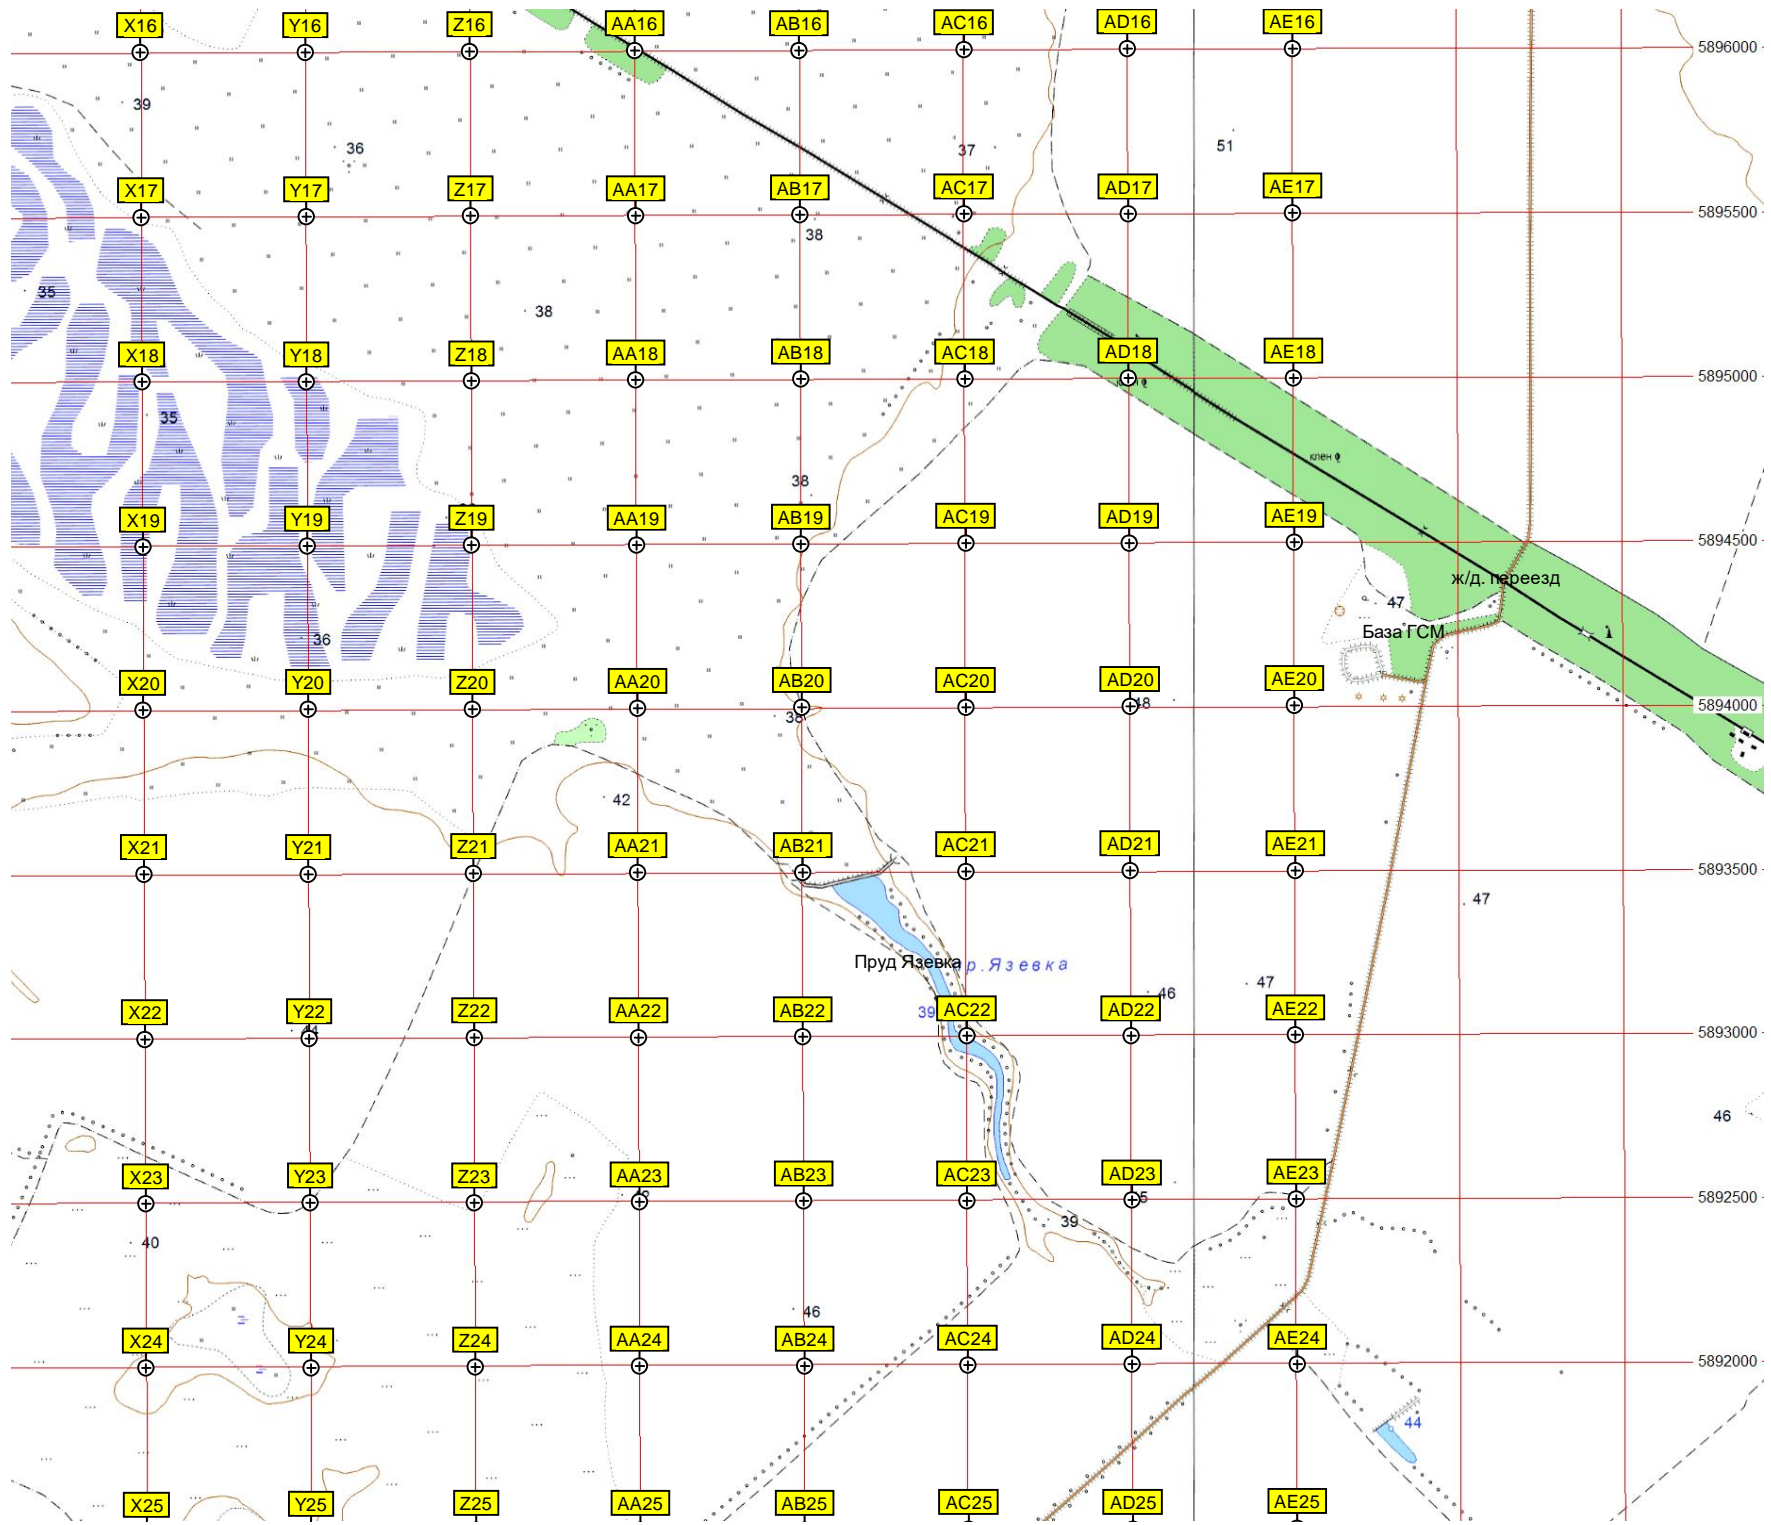 X16 Y16 Z16 AA16 AB16 AC16 AD16 AE16
5896000
39
36 37 51
X17 Y17 Z17 AA17 AB17 AC17 AD17 AE17
5895500
38
35
38
X18 Y18 Z18 AA18 AB18 AC18 AD18 AE18
5895000
35
клен
38
X19 Y19 Z19 AA19 AB19 AC19 AD19 AE19
5894500
ж/д. переезд
47
База ГСМ
36
X20 Y20 Z20 AA20 AB20 AC20 AD20 AE20
48
5894000
38
42
X21 Y21 Z21 AA21 AB21 AC21 AD21 AE21
5893500
47
Пруд Язевка
р.Язевка
47
46
39
X22 Y22 Z22 AA22 AB22 AC22 AD22 AE22
44
5893000
46
X23 Y23 Z23 AA23 AB23 AC23 AD23 AE23
5892500
39
40
46
X24 Y24 Z24 AA24 AB24 AC24 AD24 AE24
5892000
44
X25 Y25 Z25 AA25 AB25 AC25 AD25 AE25